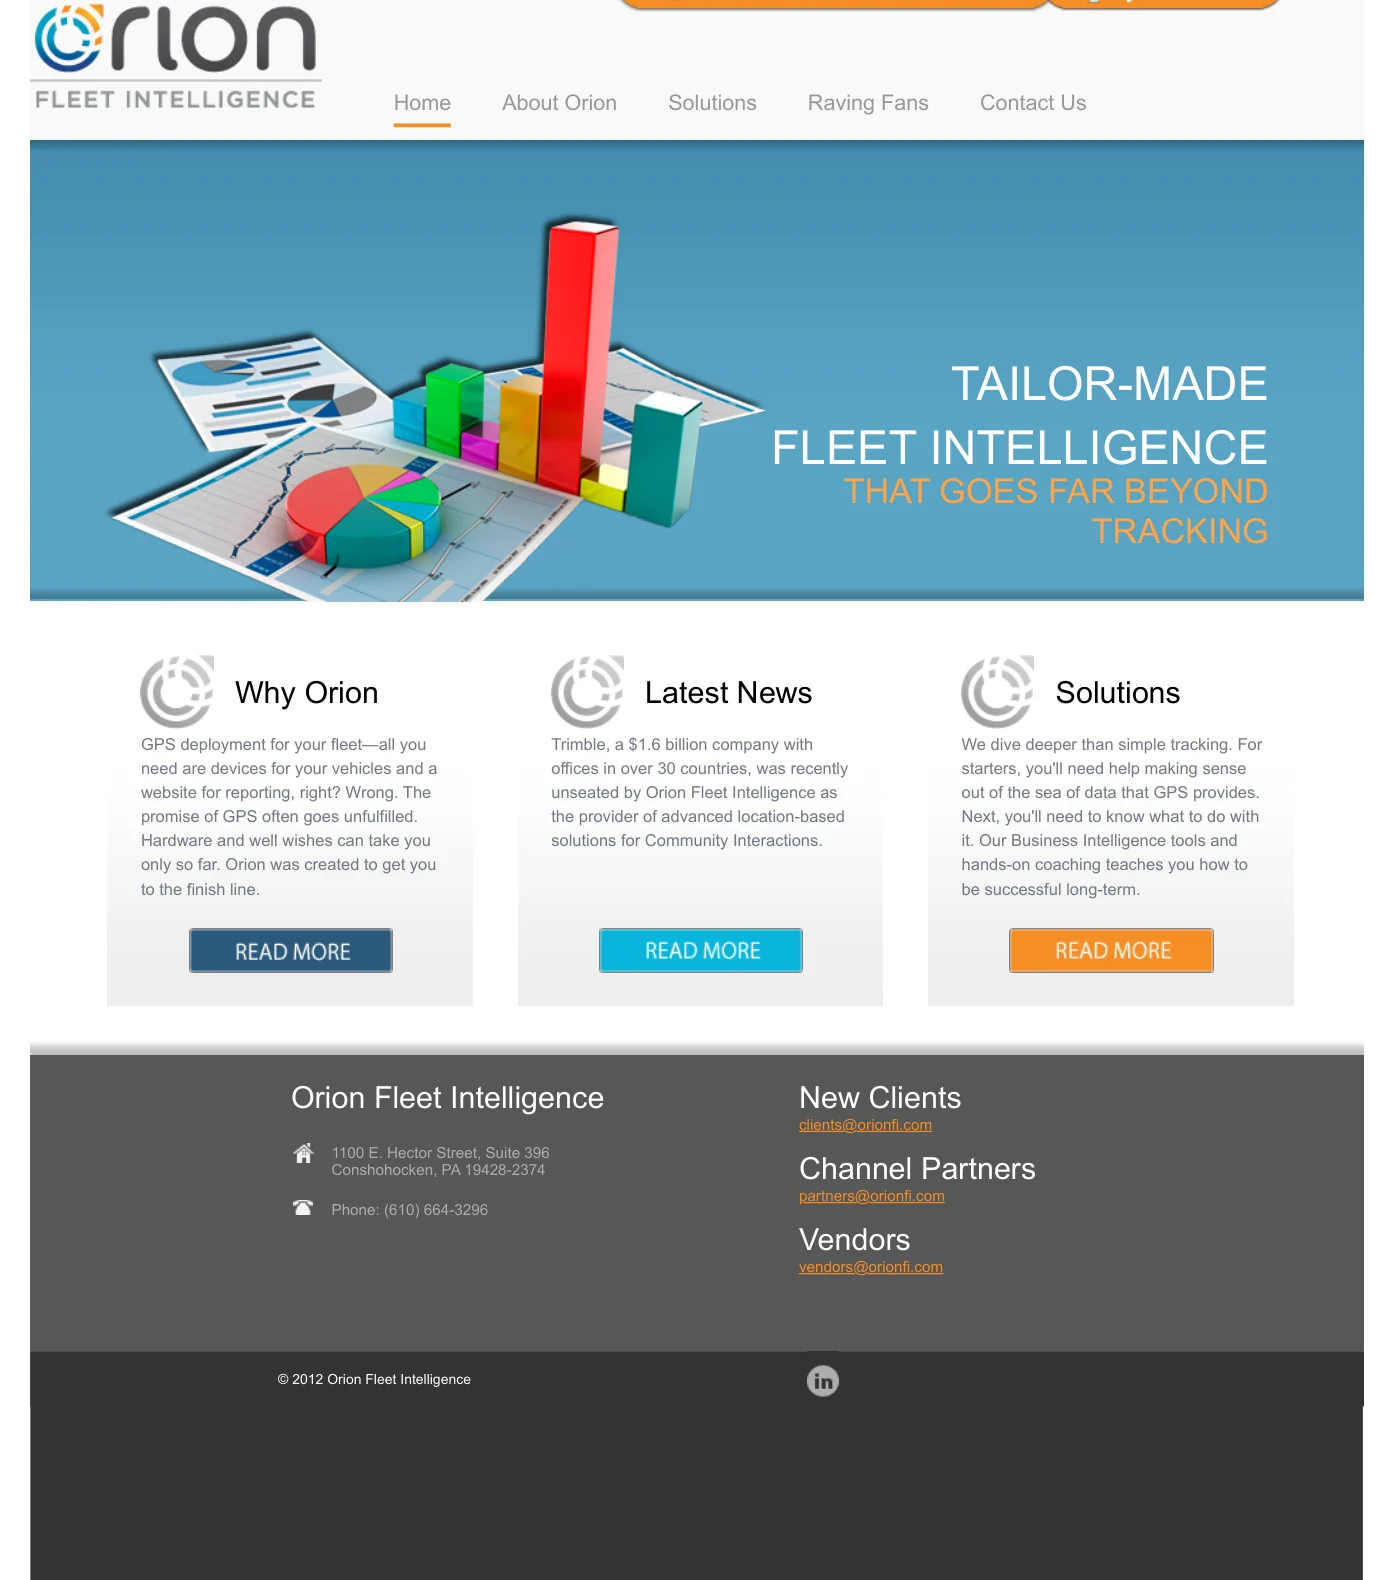 orion
FLEET INTELLIGENCE
Home
About Orion
Solutions
Raving Fans
Contact Us
TAILOR-MADE
FLEET INTELLIGENCE
THAT GOES FAR BEYOND
TRACKING
Why Orion
GPS deployment for your fleet—all you
need are devices for your vehicles and a
website for reporting, right? Wrong. The
promise of GPS often goes unfulfilled.
Hardware and well wishes can take you
only so far. Orion was created to get you
to the finish line.
READ MORE
Latest News
Trimble, a $1.6 billion company with
offices in over 30 countries, was recently
unseated by Orion Fleet Intelligence as
the provider of advanced location-based
solutions for Community Interactions.
READ MORE
Solutions
We dive deeper than simple tracking. For
starters, you'll need help making sense
out of the sea of data that GPS provides.
Next, you'll need to know what to do with
it. Our Business Intelligence tools and
hands-on coaching teaches you how to
be successful long-term.
READ MORE
Orion Fleet Intelligence
1100 E. Hector Street, Suite 396
Conshohocken, PA 19428-2374
Phone: (610) 664-3296
New Clients
clients@orionfi.com
Channel Partners
partners@orionfi.com
Vendors
vendors@orionfi.com
© 2012 Orion Fleet Intelligence
in